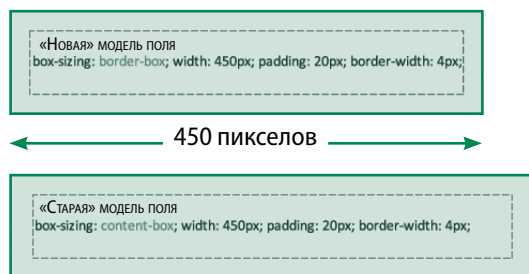 «Новая» модель поля
box-sizing: border-box; width: 450px; padding: 20px; border-width: 4px;
450 пикселов
«Старая» модель поля
box-sizing: content-box; width: 450px; padding: 20px; border-width: 4px;